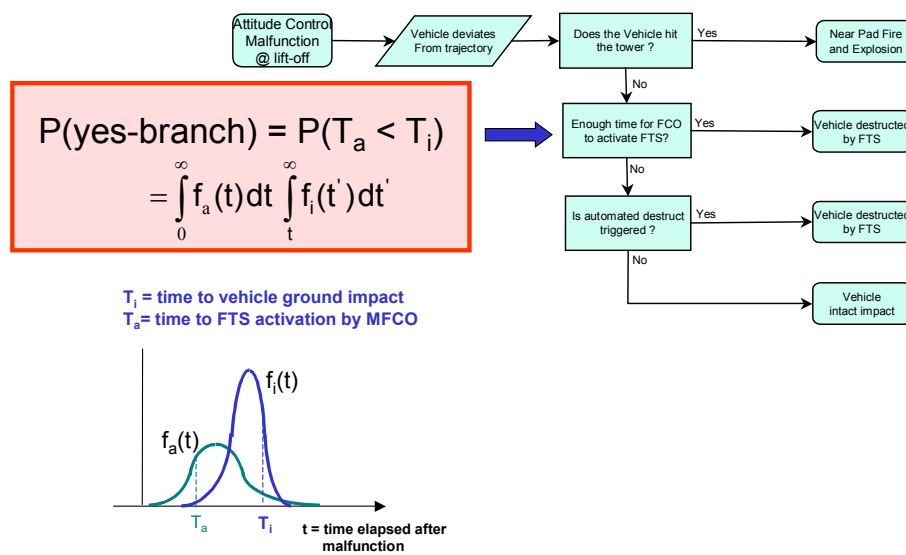 Attitude Control
Malfunction
@ lift-off
Vehicle deviates
From trajectory
Does the Vehicle hit
the tower ?
Yes
Near Pad Fire
and Explosion
No
P(yes-branch) = P(Tₐ < Tᵢ)
= ∫₀^∞ fₐ(t)dt ∫ₜ^∞ fᵢ(t')dt'
Enough time for FCO
to activate FTS?
Yes
Vehicle destructed
by FTS
No
Is automated destruct
triggered ?
Yes
Vehicle destructed
by FTS
No
Vehicle
intact impact
Tᵢ = time to vehicle ground impact
Tₐ= time to FTS activation by MFCO
fᵢ(t)
fₐ(t)
Tₐ
Tᵢ
t = time elapsed after
malfunction